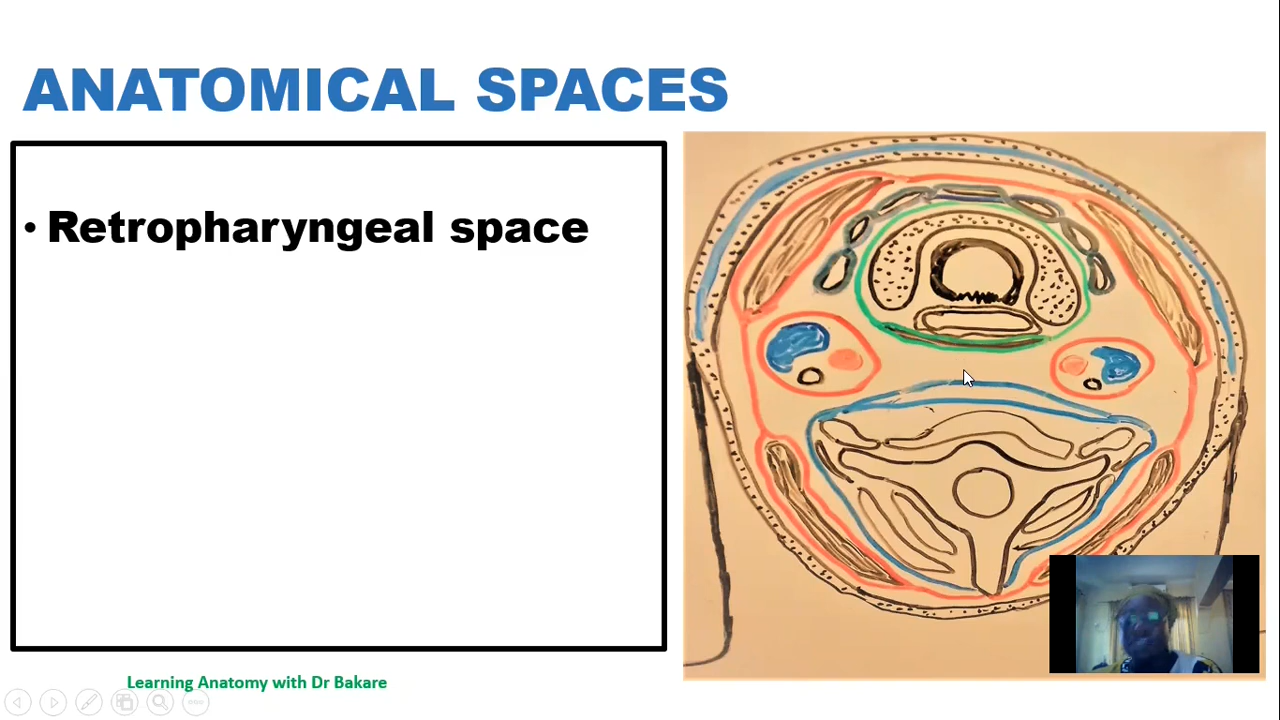 ANATOMICAL SPACES
• Retropharyngeal space
Learning Anatomy with Dr Bakare